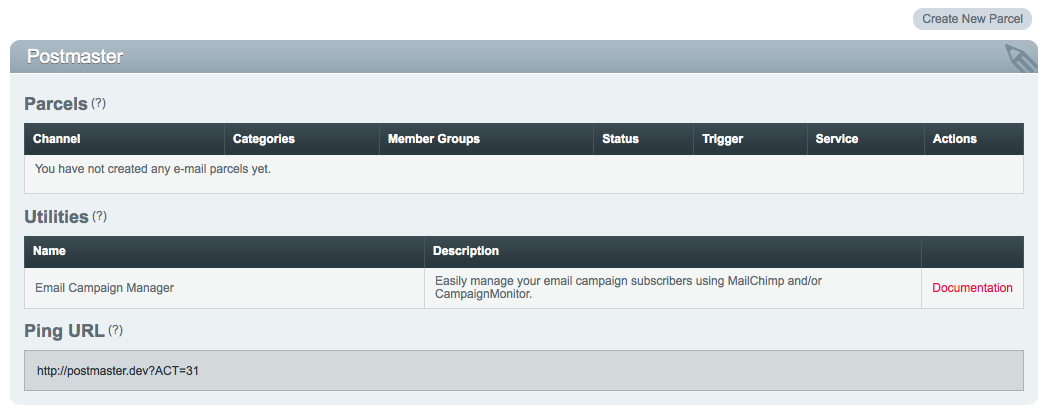 Create New Parcel
Postmaster
Parcels (?)
Channel Categories Member Groups Status Trigger Service Actions
You have not created any e-mail parcels yet.
Utilities (?)
Name Description
Email Campaign Manager Easily manage your email campaign subscribers using MailChimp and/or Documentation
CampaignMonitor.
Ping URL (?)
http://postmaster.dev?ACT=31